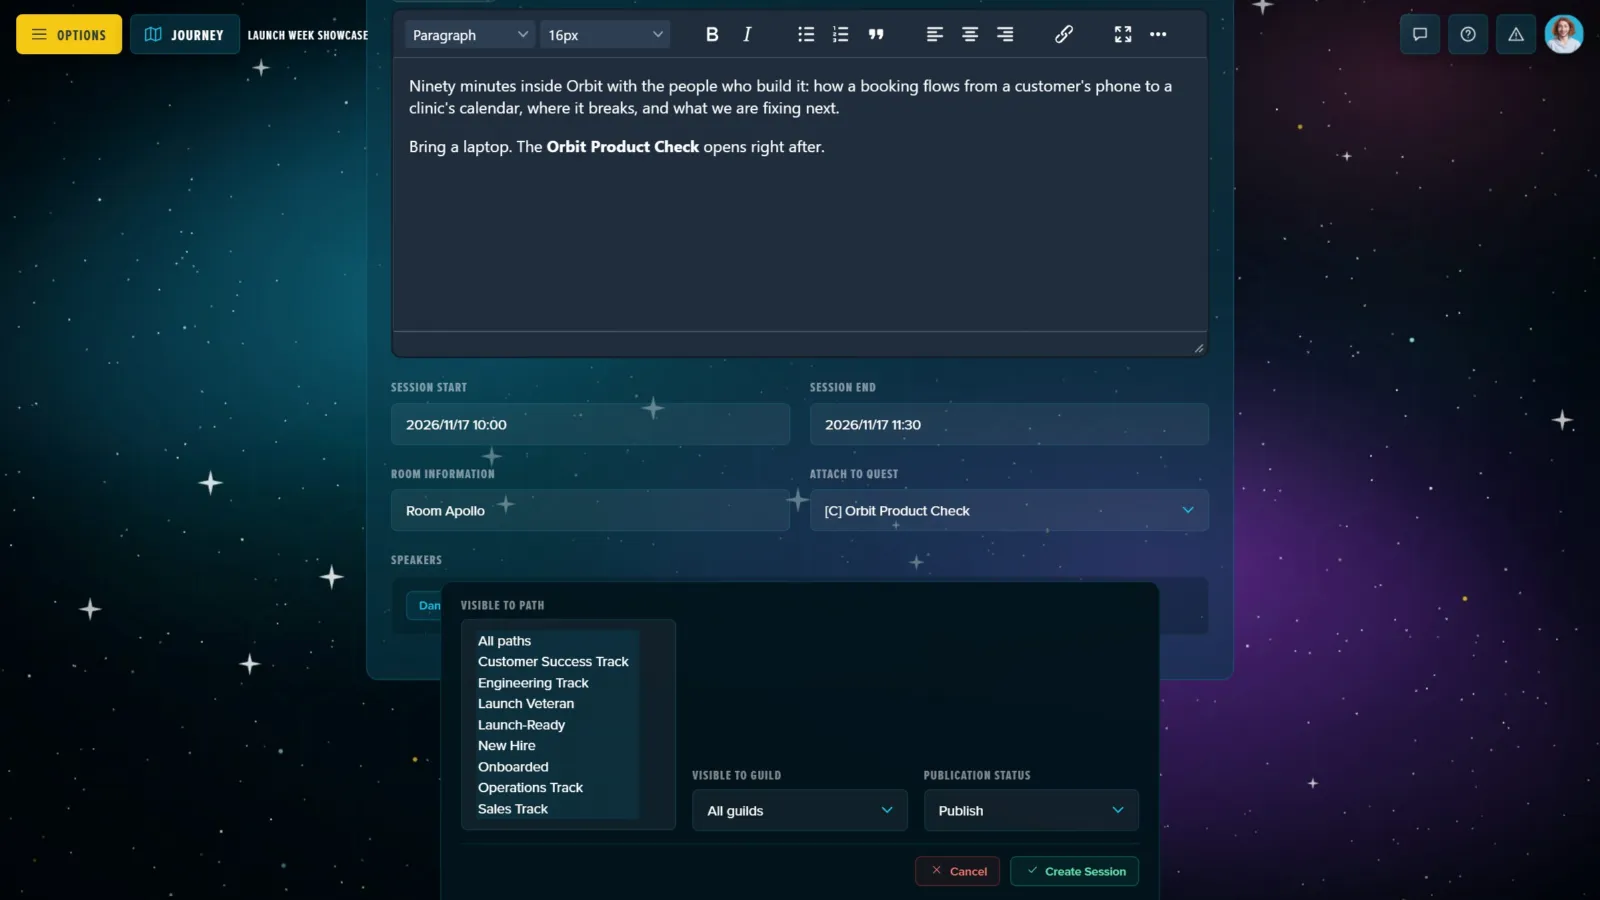 OPTIONS
JOURNEY
LAUNCH WEEK SHOWCASE
Paragraph
16px
B
I
Ninety minutes inside Orbit with the people who build it: how a booking flows from a customer's phone to a
clinic's calendar, where it breaks, and what we are fixing next.
Bring a laptop. The Orbit Product Check opens right after.
SESSION START
SESSION END
2026/11/17 10:00
2026/11/17 11:30
ROOM INFORMATION
ATTACH TO QUEST
Room Apollo
[C] Orbit Product Check
SPEAKERS
VISIBLE TO PATH
All paths
Customer Success Track
Engineering Track
Launch Veteran
Launch-Ready
New Hire
Onboarded
Operations Track
Sales Track
VISIBLE TO GUILD
PUBLICATION STATUS
All guilds
Publish
Cancel
Create Session